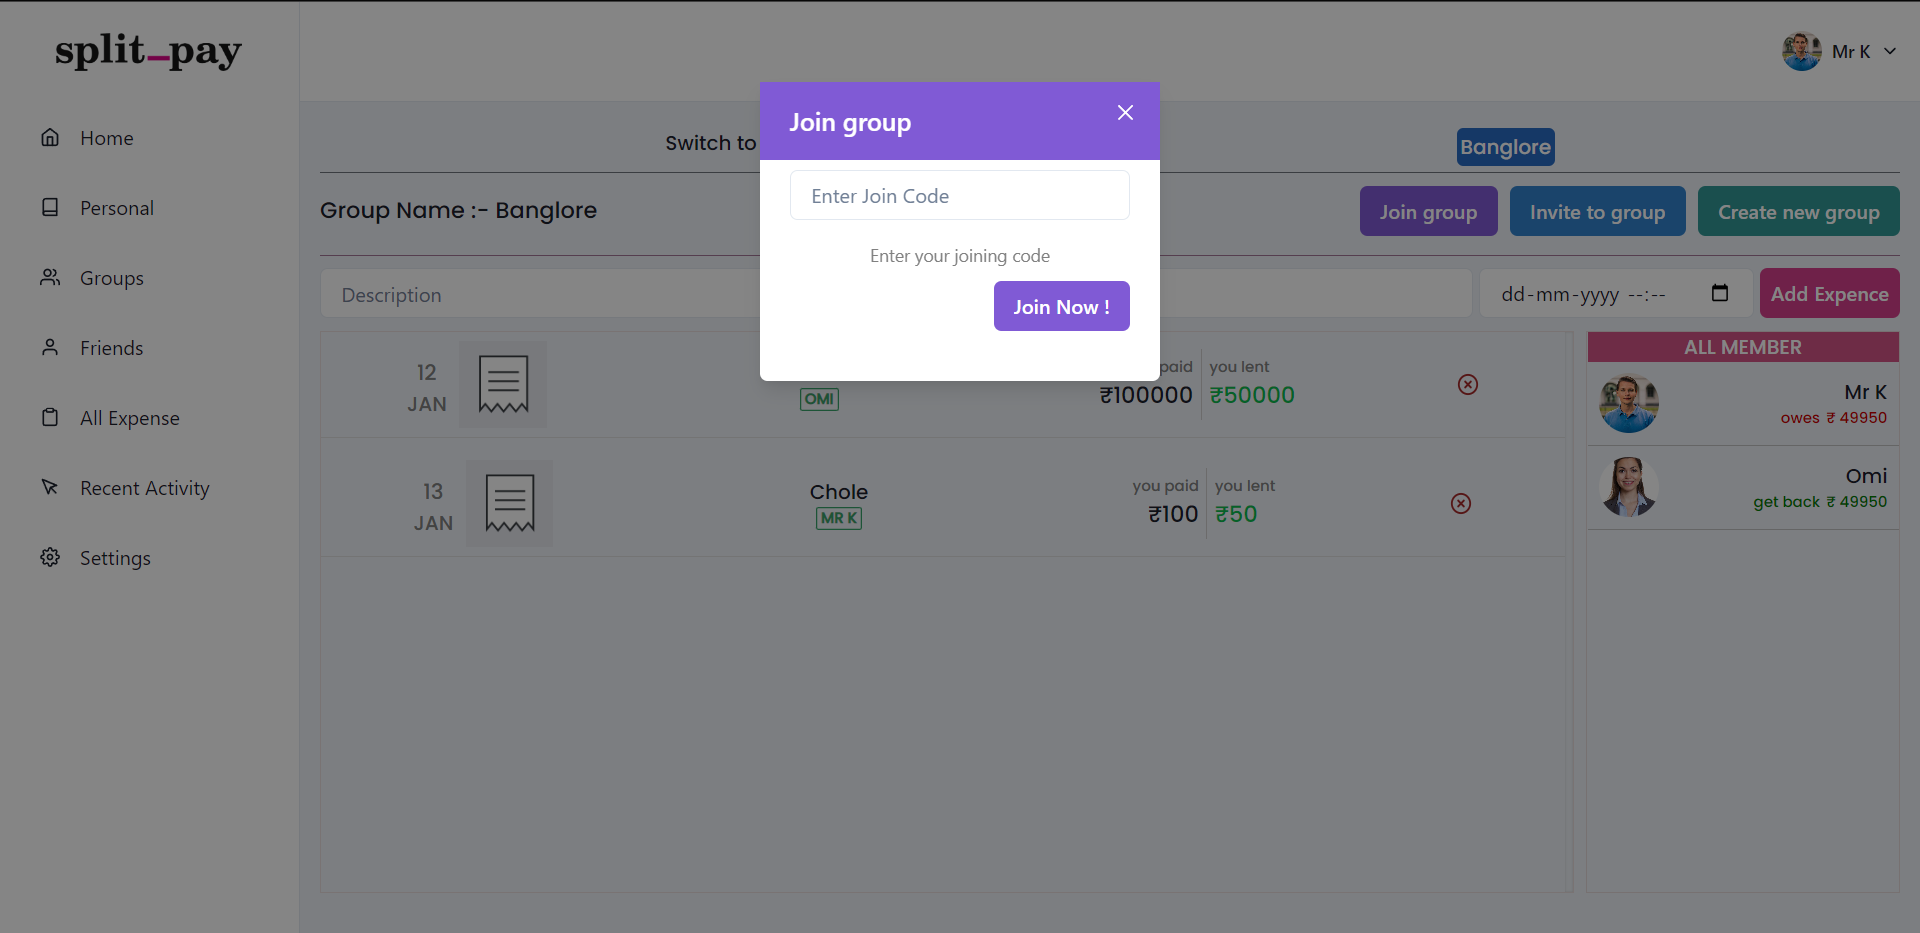 split_pay
Mr K
Home
Personal
Groups
Friends
All Expense
Recent Activity
Settings
Join group
Enter Join Code
Enter your joining code
Join Now !
Switch to
Banglore
Group Name :- Banglore
Join group
Invite to group
Create new group
Description
dd-mm-yyyy --:--
Add Expence
12
JAN
OMI
paid
₹100000
you lent
₹50000
13
JAN
Chole
MR K
you paid
₹100
you lent
₹50
ALL MEMBER
Mr K
owes ₹ 49950
Omi
get back ₹ 49950